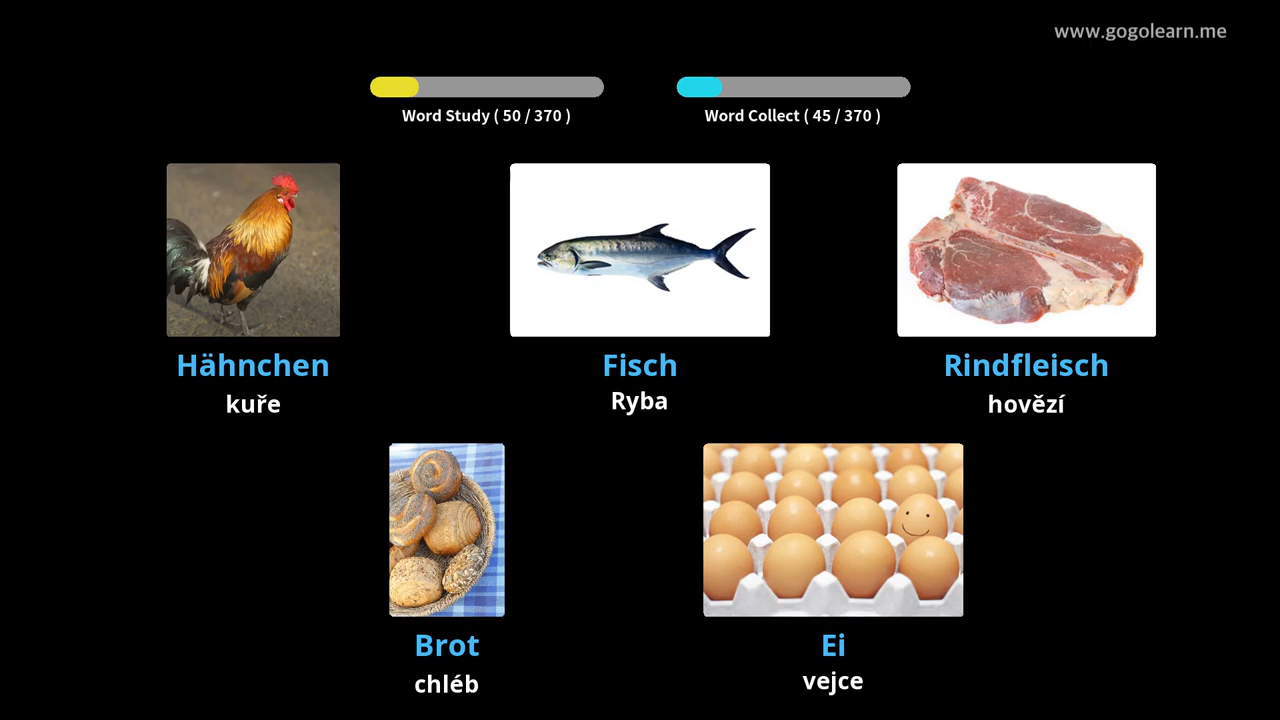 www.gogolearn.me
Word Study ( 50 / 370 )
Word Collect ( 45 / 370 )
Hähnchen
kuře
Fisch
Ryba
Rindfleisch
hovězí
Brot
chléb
Ei
vejce